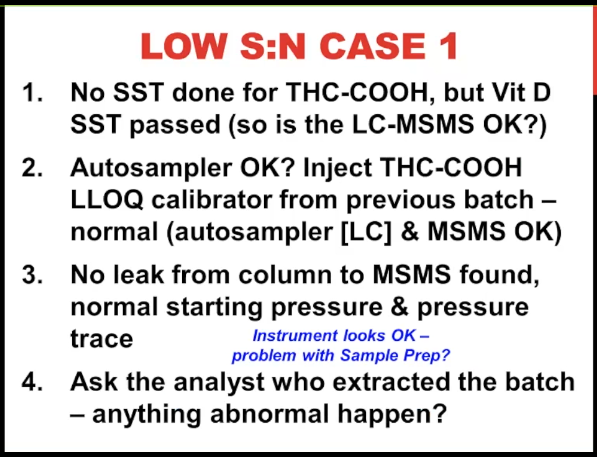 LOW S:N CASE 1
1. No SST done for THC-COOH, but Vit D
SST passed (so is the LC-MSMS OK?)
2. Autosampler OK? Inject THC-COOH
LLOQ calibrator from previous batch –
normal (autosampler [LC] & MSMS OK)
3. No leak from column to MSMS found,
normal starting pressure & pressure
trace
Instrument looks OK –
problem with Sample Prep?
4. Ask the analyst who extracted the batch
– anything abnormal happen?